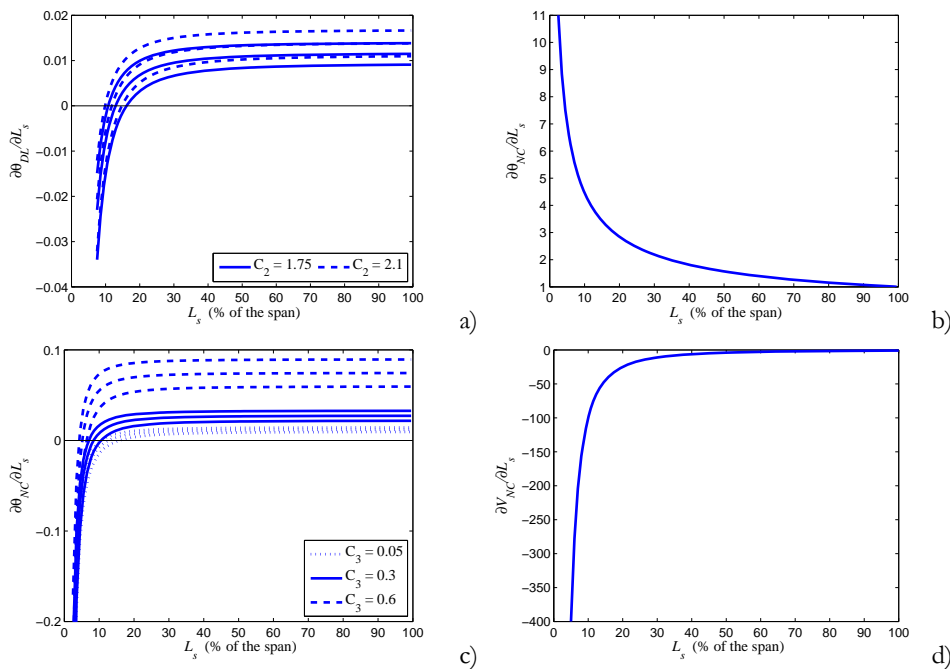 0.02
0.01
0
−0.01
−0.02
−0.03
−0.04
∂θ_DL/∂L_s
C_2 = 1.75 C_2 = 2.1
0 10 20 30 40 50 60 70 80 90 100
L_s (% of the span)
a)
11
10
9
8
7
6
5
4
3
2
1
∂θ_NC/∂L_s
0 10 20 30 40 50 60 70 80 90 100
L_s (% of the span)
b)
0.1
0
−0.1
−0.2
∂θ_NC/∂L_s
C_3 = 0.05
C_3 = 0.3
C_3 = 0.6
0 10 20 30 40 50 60 70 80 90 100
L_s (% of the span)
c)
0
−50
−100
−150
−200
−250
−300
−350
−400
∂V_NC/∂L_s
0 10 20 30 40 50 60 70 80 90 100
L_s (% of the span)
d)